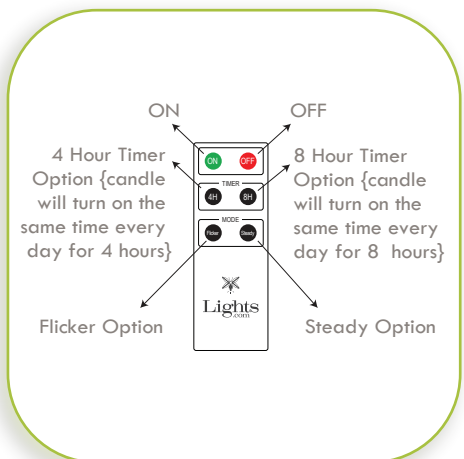 ON
OFF
4 Hour Timer
Option {candle
will turn on the
same time every
day for 4 hours}
8 Hour Timer
Option {candle
will turn on the
same time every
day for 8 hours}
ON OFF
TIMER
4H 8H
MODE
Flicker Steady
Lights
.com
Flicker Option
Steady Option